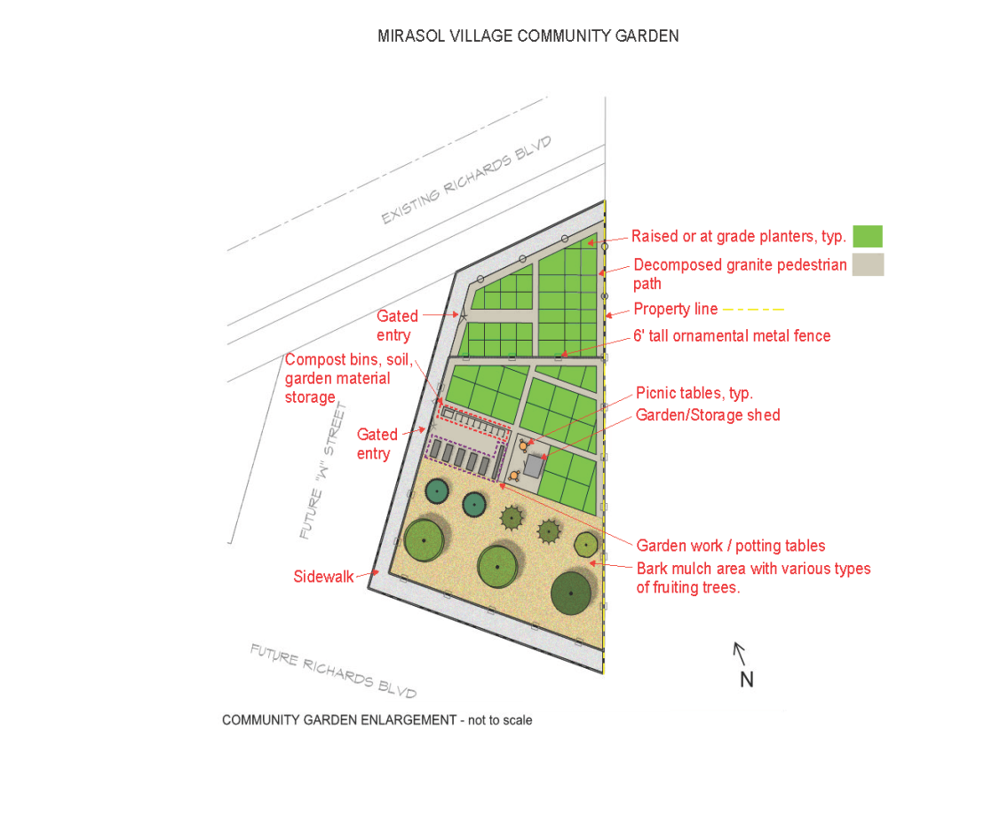 MIRASOL VILLAGE COMMUNITY GARDEN
EXISTING RICHARDS BLVD
Raised or at grade planters, typ.
Decomposed granite pedestrian
path
Property line
6' tall ornamental metal fence
Gated
entry
Compost bins, soil,
garden material
storage
Picnic tables, typ.
Garden/Storage shed
Gated
entry
FUTURE "W" STREET
Garden work / potting tables
Bark mulch area with various types
of fruiting trees.
Sidewalk
FUTURE RICHARDS BLVD
N
COMMUNITY GARDEN ENLARGEMENT - not to scale